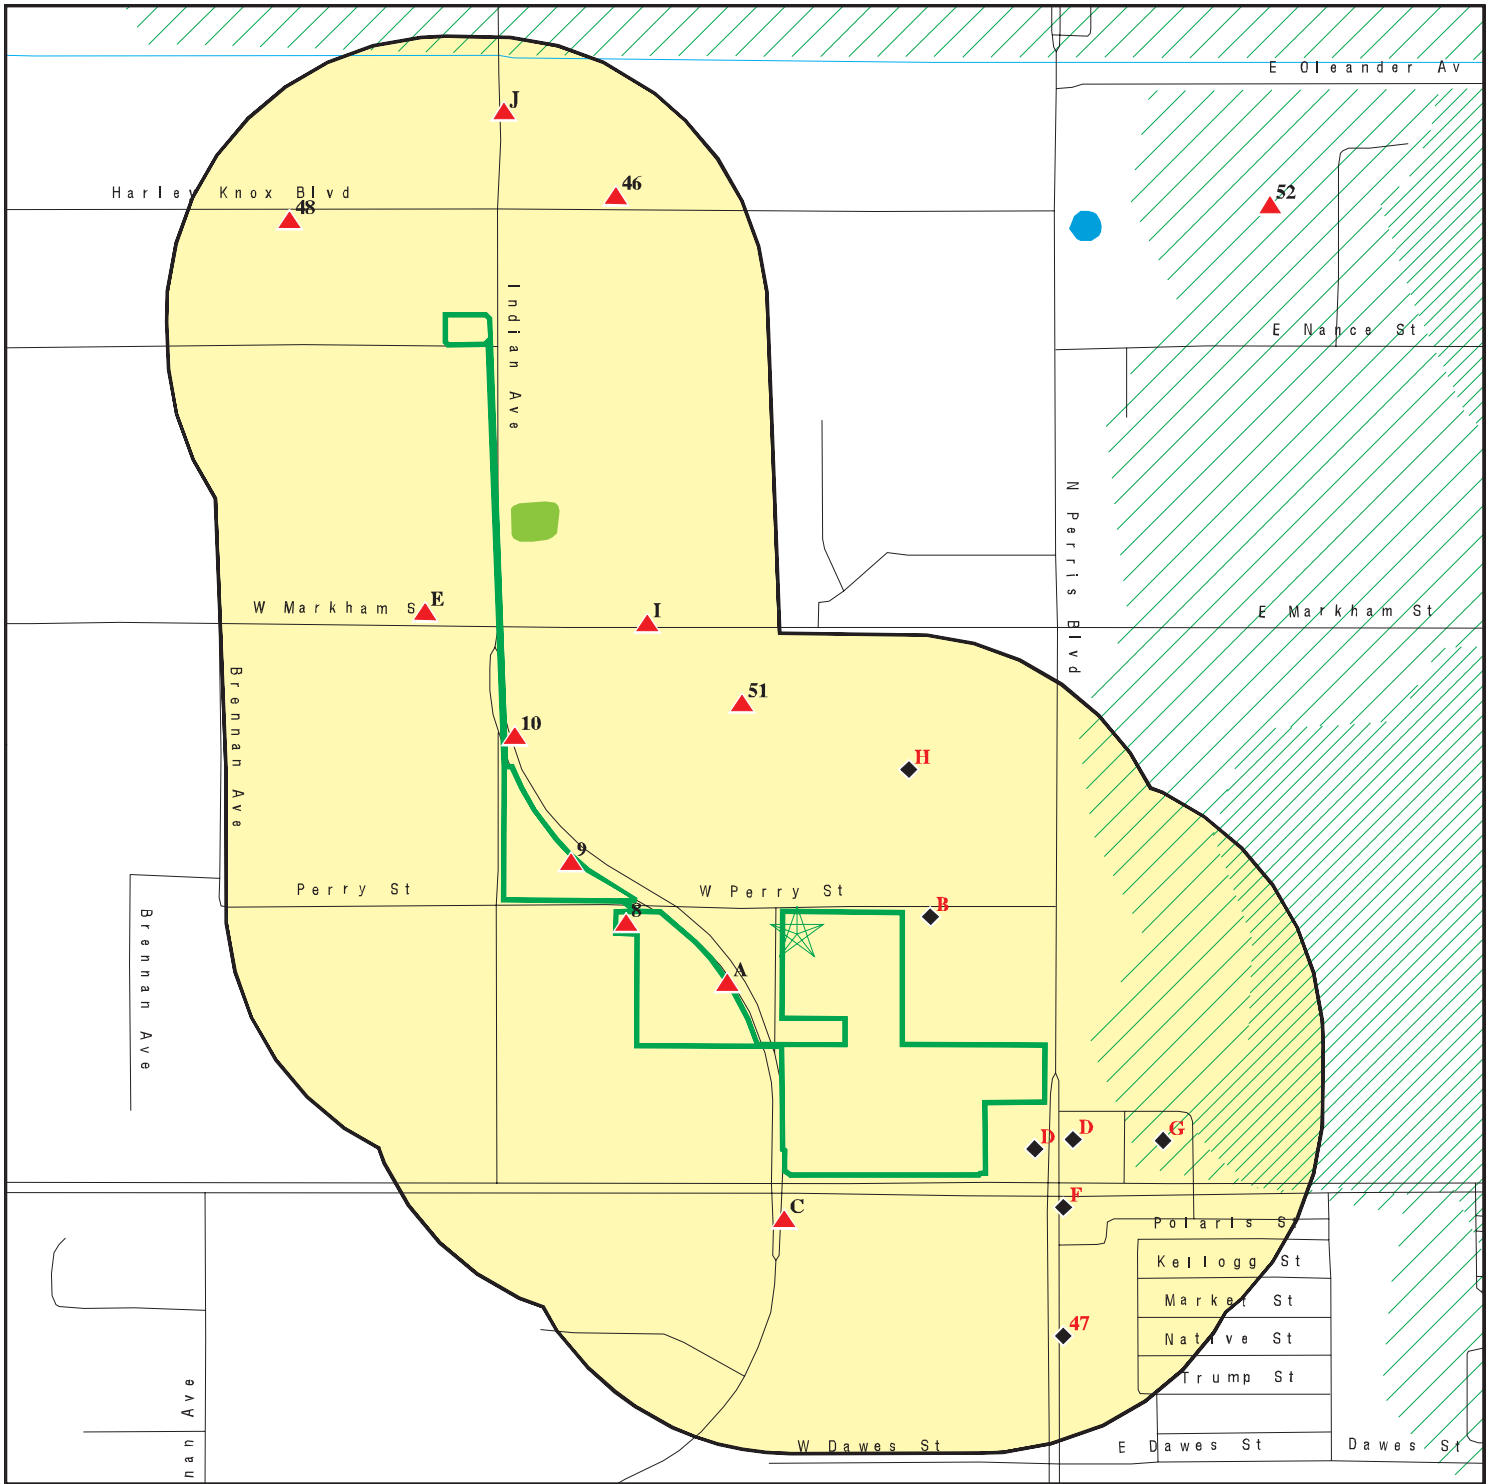 E Oleander Av
J
Harley Knox Blvd
46
48
52
Indian Ave
E Nance St
N Perris Blvd
W Markham S
E
I
E Markham St
Brennan Ave
51
10
H
9
Perry St
W Perry St
8
B
Brennan Ave
A
D
D
G
F
C
Polaris St
Kellogg St
Market St
47
Native St
Trump St
nan Ave
W Dawes St
E Dawes St
Dawes St